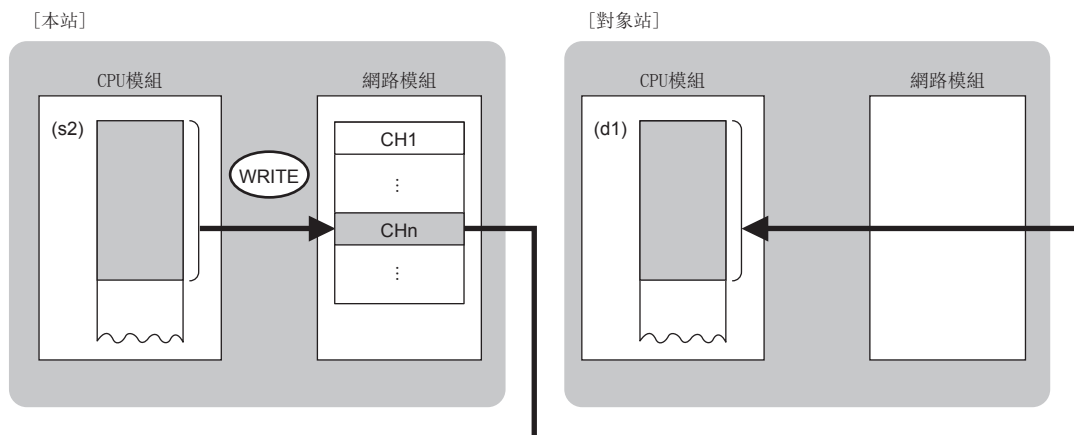 [本站]
CPU模組
網路模組
(s2)
WRITE
CH1
⋮
CHn
⋮
[對象站]
CPU模組
網路模組
(d1)